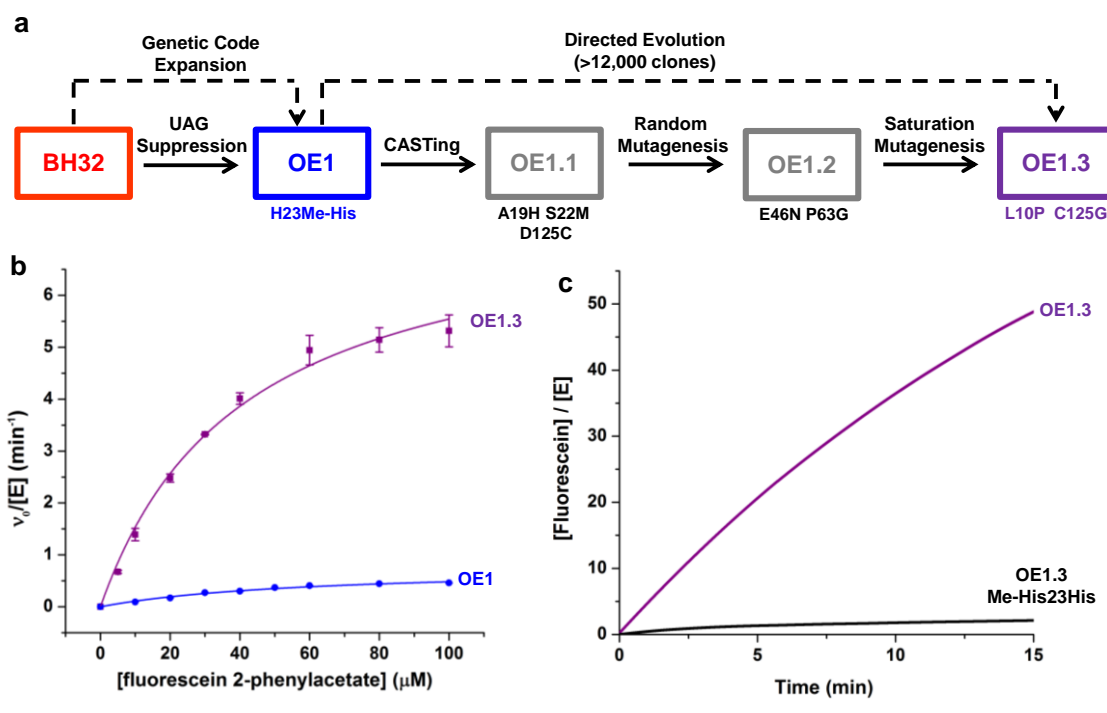 a
Genetic Code
Expansion
Directed Evolution
(>12,000 clones)
BH32
UAG
Suppression
OE1
H23Me-His
CASTing
OE1.1
A19H S22M
D125C
Random
Mutagenesis
OE1.2
E46N P63G
Saturation
Mutagenesis
OE1.3
L10P C125G
b
6
5
4
3
2
1
0
ν₀/[E] (min⁻¹)
0 20 40 60 80 100
[fluorescein 2-phenylacetate] (μM)
OE1.3
OE1
c
50
40
30
20
10
0
[Fluorescein] / [E]
0 5 10 15
Time (min)
OE1.3
OE1.3
Me-His23His